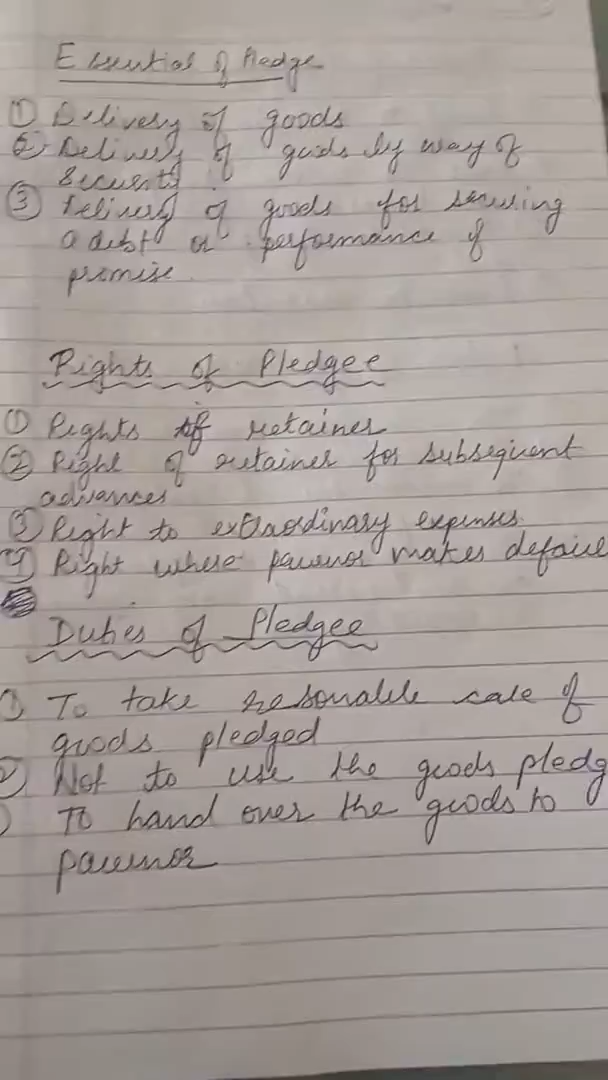 Essential of Pledge
① Delivery of goods
② Delivery of goods by way of
security.
③ Delivery of goods for securing
a debt or performance of
promise.
Rights of Pledgee
① Rights of retainer
② Right of retainer for subsequent
advances
③ Right to extraordinary expenses.
④ Right where pawnor makes defaul
Duties of Pledgee
① To take resonable care of
goods pledged
② Not to use the goods pledg
To hand over the goods to
pawnor